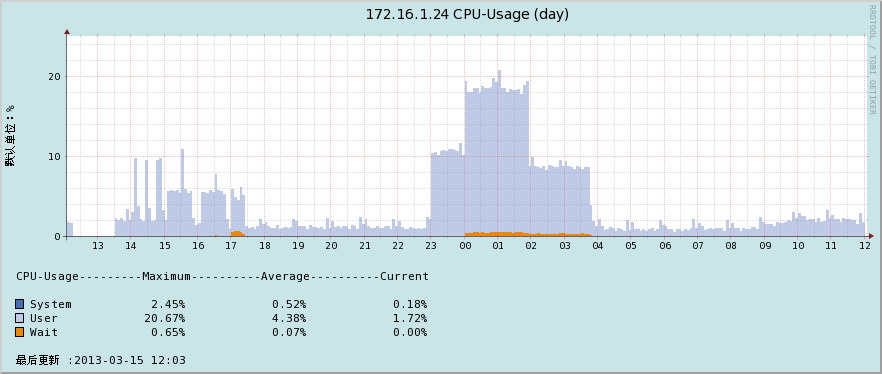 172.16.1.24 CPU-Usage (day)
RRDTOOL / TOBI OETIKER
默认单位：%
20
10
0
13 14 15 16 17 18 19 20 21 22 23 00 01 02 03 04 05 06 07 08 09 10 11 12
CPU-Usage---------Maximum----------Average----------Current
System 2.45% 0.52% 0.18%
User 20.67% 4.38% 1.72%
Wait 0.65% 0.07% 0.00%
最后更新 :2013-03-15 12:03